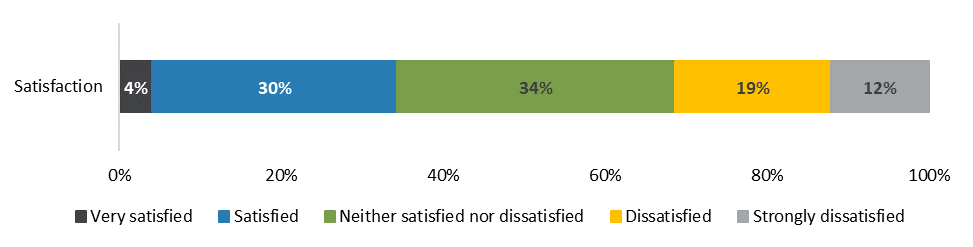 Satisfaction 4% 30% 34% 19% 12%
0% 20% 40% 60% 80% 100%
Very satisfied Satisfied Neither satisfied nor dissatisfied Dissatisfied Strongly dissatisfied